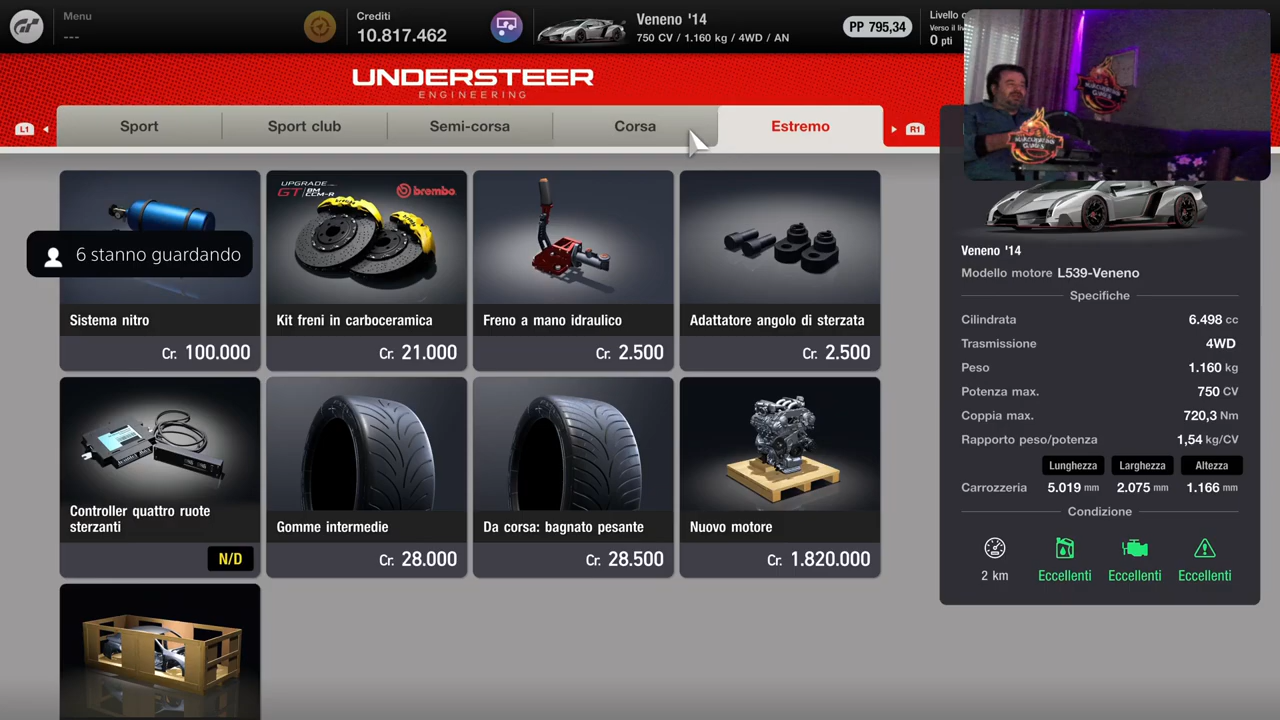 Menu
---
Crediti
10.817.462
Veneno '14
750 CV / 1.160 kg / 4WD / AN
PP 795,34
Livello
Verso il li
0 pti
UNDERSTEER
ENGINEERING
L1
Sport
Sport club
Semi-corsa
Corsa
Estremo
R1
6 stanno guardando
Sistema nitro
Cr. 100.000
UPGRADE
GT/BM
CCM-R
brembo
Kit freni in carboceramica
Cr. 21.000
Freno a mano idraulico
Cr. 2.500
Adattatore angolo di sterzata
Cr. 2.500
Controller quattro ruote
sterzanti
N/D
Gomme intermedie
Cr. 28.000
Da corsa: bagnato pesante
Cr. 28.500
Nuovo motore
Cr. 1.820.000
Veneno '14
Modello motore L539-Veneno
Specifiche
Cilindrata 6.498 cc
Trasmissione 4WD
Peso 1.160 kg
Potenza max. 750 CV
Coppia max. 720,3 Nm
Rapporto peso/potenza 1,54 kg/CV
Lunghezza Larghezza Altezza
Carrozzeria 5.019 mm 2.075 mm 1.166 mm
Condizione
2 km Eccellenti Eccellenti Eccellenti